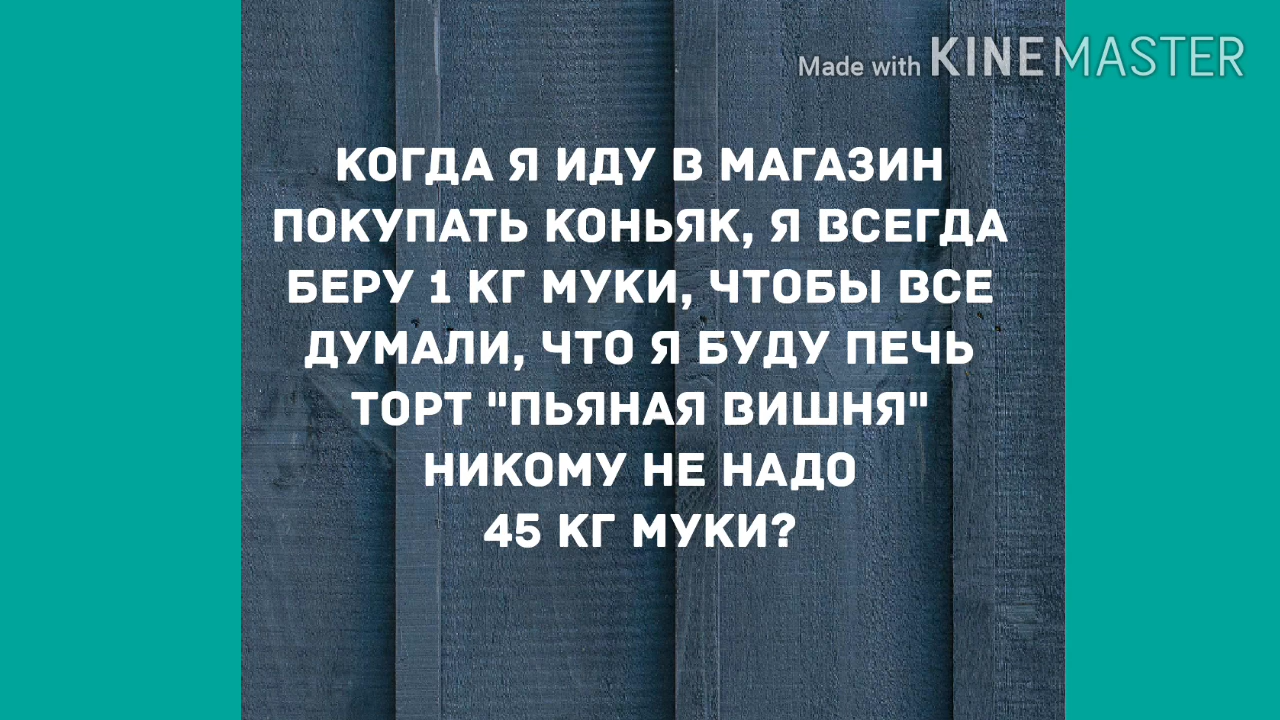 Made with KINEMASTER
КОГДА Я ИДУ В МАГАЗИН
ПОКУПАТЬ КОНЬЯК, Я ВСЕГДА
БЕРУ 1 КГ МУКИ, ЧТОБЫ ВСЕ
ДУМАЛИ, ЧТО Я БУДУ ПЕЧЬ
ТОРТ "ПЬЯНАЯ ВИШНЯ"
НИКОМУ НЕ НАДО
45 КГ МУКИ?